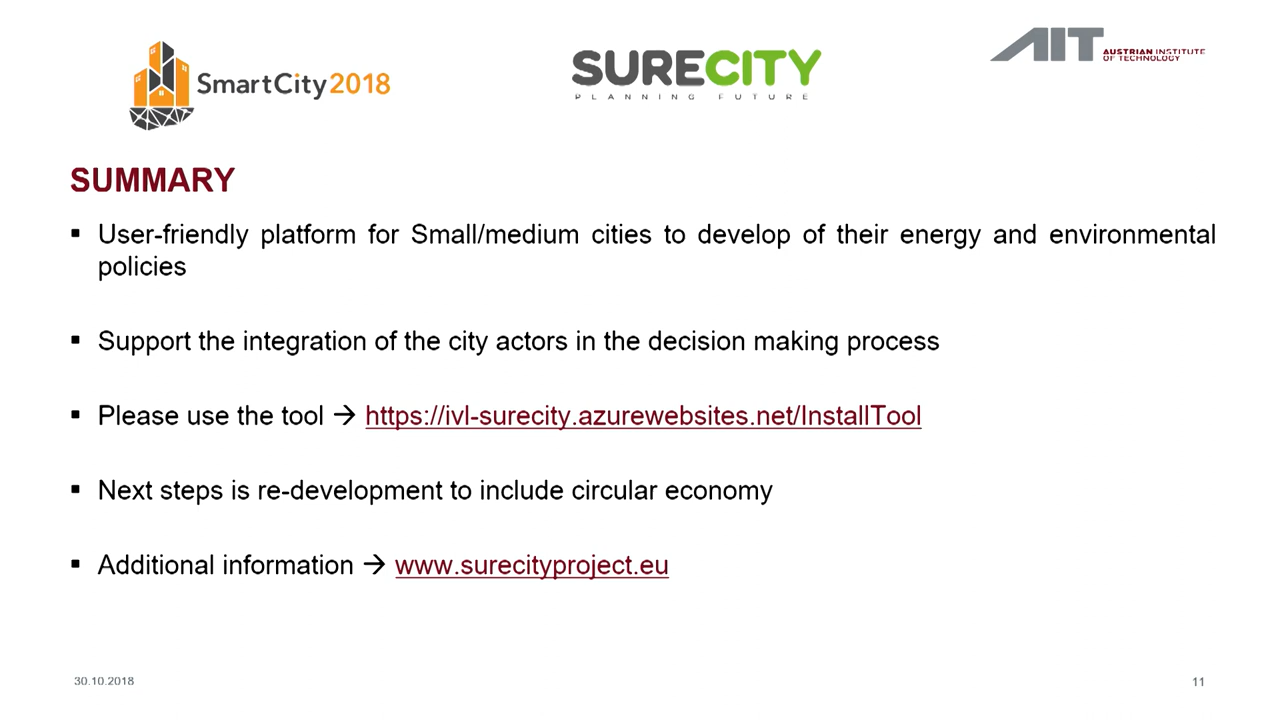 SmartCity2018
SURECITY
PLANNING FUTURE
AIT AUSTRIAN INSTITUTE
OF TECHNOLOGY
SUMMARY
▪ User-friendly platform for Small/medium cities to develop of their energy and environmental
policies
▪ Support the integration of the city actors in the decision making process
▪ Please use the tool → https://ivl-surecity.azurewebsites.net/InstallTool
▪ Next steps is re-development to include circular economy
▪ Additional information → www.surecityproject.eu
30.10.2018
11